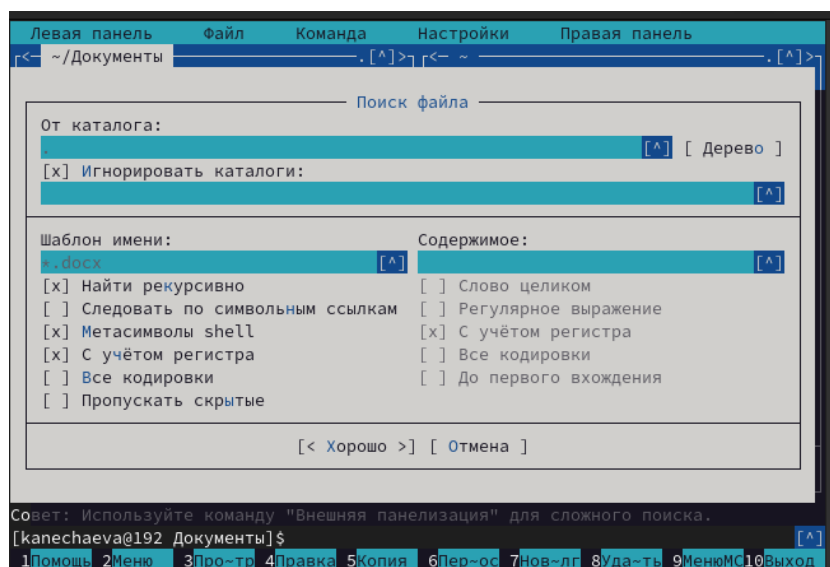 Левая панель Файл Команда Настройки Правая панель
<─ ~/Документы .[^]> <─ ~ .[^]>
Поиск файла
От каталога:
. [^] [ Дерево ]
[x] Игнорировать каталоги:
[^]
Шаблон имени: Содержимое:
*.docx [^] [^]
[x] Найти рекурсивно [ ] Слово целиком
[ ] Следовать по символьным ссылкам [ ] Регулярное выражение
[x] Метасимволы shell [x] С учётом регистра
[x] С учётом регистра [ ] Все кодировки
[ ] Все кодировки [ ] До первого вхождения
[ ] Пропускать скрытые
[< Хорошо >] [ Отмена ]
Совет: Используйте команду "Внешняя панелизация" для сложного поиска.
[kanechaeva@192 Документы]$ [^]
1Помощь 2Меню 3Про~тр 4Правка 5Копия 6Пер~ос 7Нов~лг 8Уда~ть 9МенюMC10Выход